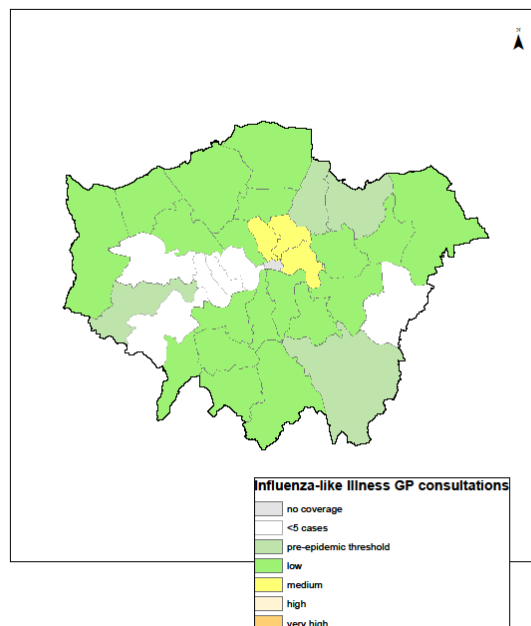 Influenza-like Illness GP consultations
no coverage
<5 cases
pre-epidemic threshold
low
medium
high
very high